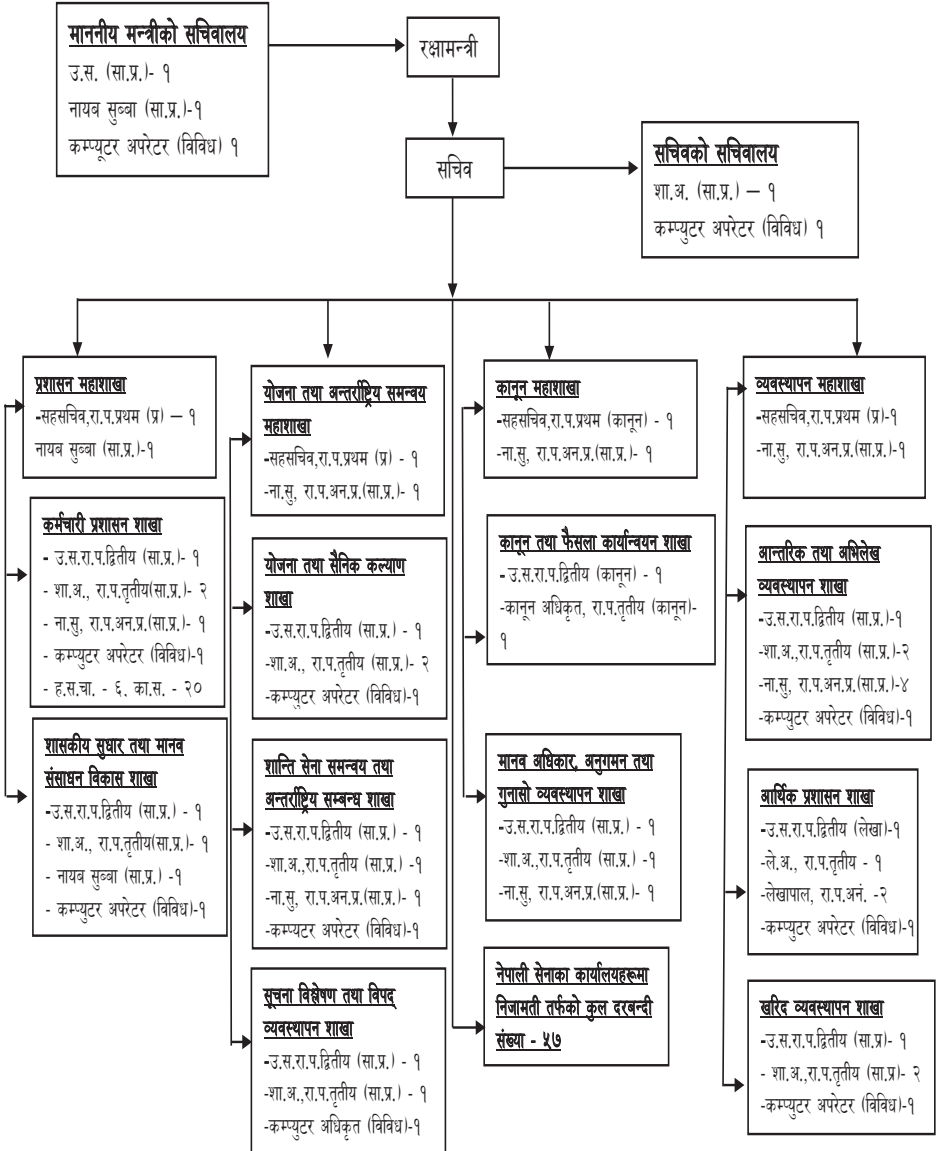 माननीय मन्त्रीको सचिवालय
उ.स. (सा.प्र.)- १
नायब सुब्बा (सा.प्र.)-१
कम्प्यूटर अपरेटर (विविध) १
रक्षामन्त्री
सचिव
सचिवको सचिवालय
शा.अ. (सा.प्र.) – १
कम्प्युटर अपरेटर (विविध) १
प्रशासन महाशाखा
-सहसचिव,रा.प.प्रथम (प्र) – १
नायब सुब्बा (सा.प्र.)-१
कर्मचारी प्रशासन शाखा
- उ.स.रा.प.द्वितीय (सा.प्र.)- १
- शा.अ., रा.प.तृतीय(सा.प्र.)- २
- ना.सु, रा.प.अन.प्र.(सा.प्र.)- १
- कम्प्युटर अपरेटर (विविध)-१
- ह.स.चा. - ६, का.स. - २०
शासकीय सुधार तथा मानव
संसाधन विकास शाखा
-उ.स.रा.प.द्वितीय (सा.प्र.) - १
- शा.अ., रा.प.तृतीय(सा.प्र.)- १
- नायब सुब्बा (सा.प्र.) -१
- कम्प्युटर अपरेटर (विविध)-१
योजना तथा अन्तर्राष्ट्रिय समन्वय
महाशाखा
-सहसचिव,रा.प.प्रथम (प्र) - १
-ना.सु, रा.प.अन.प्र.(सा.प्र.)- १
योजना तथा सैनिक कल्याण
शाखा
-उ.स.रा.प.द्वितीय (सा.प्र.) - १
-शा.अ., रा.प.तृतीय (सा.प्र.)- २
-कम्प्युटर अपरेटर (विविध)-१
शान्ति सेना समन्वय तथा
अन्तर्राष्ट्रिय सम्बन्ध शाखा
-उ.स.रा.प.द्वितीय (सा.प्र.) - १
-शा.अ.,रा.प.तृतीय (सा.प्र.) -१
-ना.सु, रा.प.अन.प्र.(सा.प्र.)- १
-कम्प्यटर अपरेटर (विविध)-१
सूचना विश्लेषण तथा विपद्
व्यवस्थापन शाखा
-उ.स.रा.प.द्वितीय (सा.प्र.) - १
-शा.अ.,रा.प.तृतीय (सा.प्र.) - १
-कम्प्युटर अधिकृत (विविध)-१
कानून महाशाखा
-सहसचिव,रा.प.प्रथम (कानून) - १
-ना.सु, रा.प.अन.प्र.(सा.प्र.)- १
कानून तथा फैसला कार्यान्वयन शाखा
- उ.स.रा.प.द्वितीय (कानून) - १
-कानून अधिकृत, रा.प.तृतीय (कानून)-
१
मानव अधिकार, अनुगमन तथा
गुनासो व्यवस्थापन शाखा
-उ.स.रा.प.द्वितीय (सा.प्र.) - १
-शा.अ.,रा.प.तृतीय (सा.प्र.) -१
-ना.सु, रा.प.अन.प्र.(सा.प्र.)- १
नेपाली सेनाका कार्यालयहरूमा
निजामती तर्फको कुल दरबन्दी
संख्या - ५७
व्यवस्थापन महाशाखा
-सहसचिव,रा.प.प्रथम (प्र)-१
-ना.सु, रा.प.अन.प्र.(सा.प्र.)-१
आन्तरिक तथा अभिलेख
व्यवस्थापन शाखा
-उ.स.रा.प.द्वितीय (सा.प्र.)-१
-शा.अ.,रा.प.तृतीय (सा.प्र.)-२
-ना.सु, रा.प.अन.प्र.(सा.प्र.)-४
-कम्प्युटर अपरेटर (विविध)-१
आर्थिक प्रशासन शाखा
-उ.स.रा.प.द्वितीय (लेखा)-१
-ले.अ., रा.प.तृतीय - १
-लेखापाल, रा.प.अनं. -२
-कम्प्युटर अपरेटर (विविध)-१
खरिद व्यवस्थापन शाखा
-उ.स.रा.प.द्वितीय (सा.प्र)- १
- शा.अ.,रा.प.तृतीय (सा.प्र)- २
-कम्प्युटर अपरेटर (विविध)-१